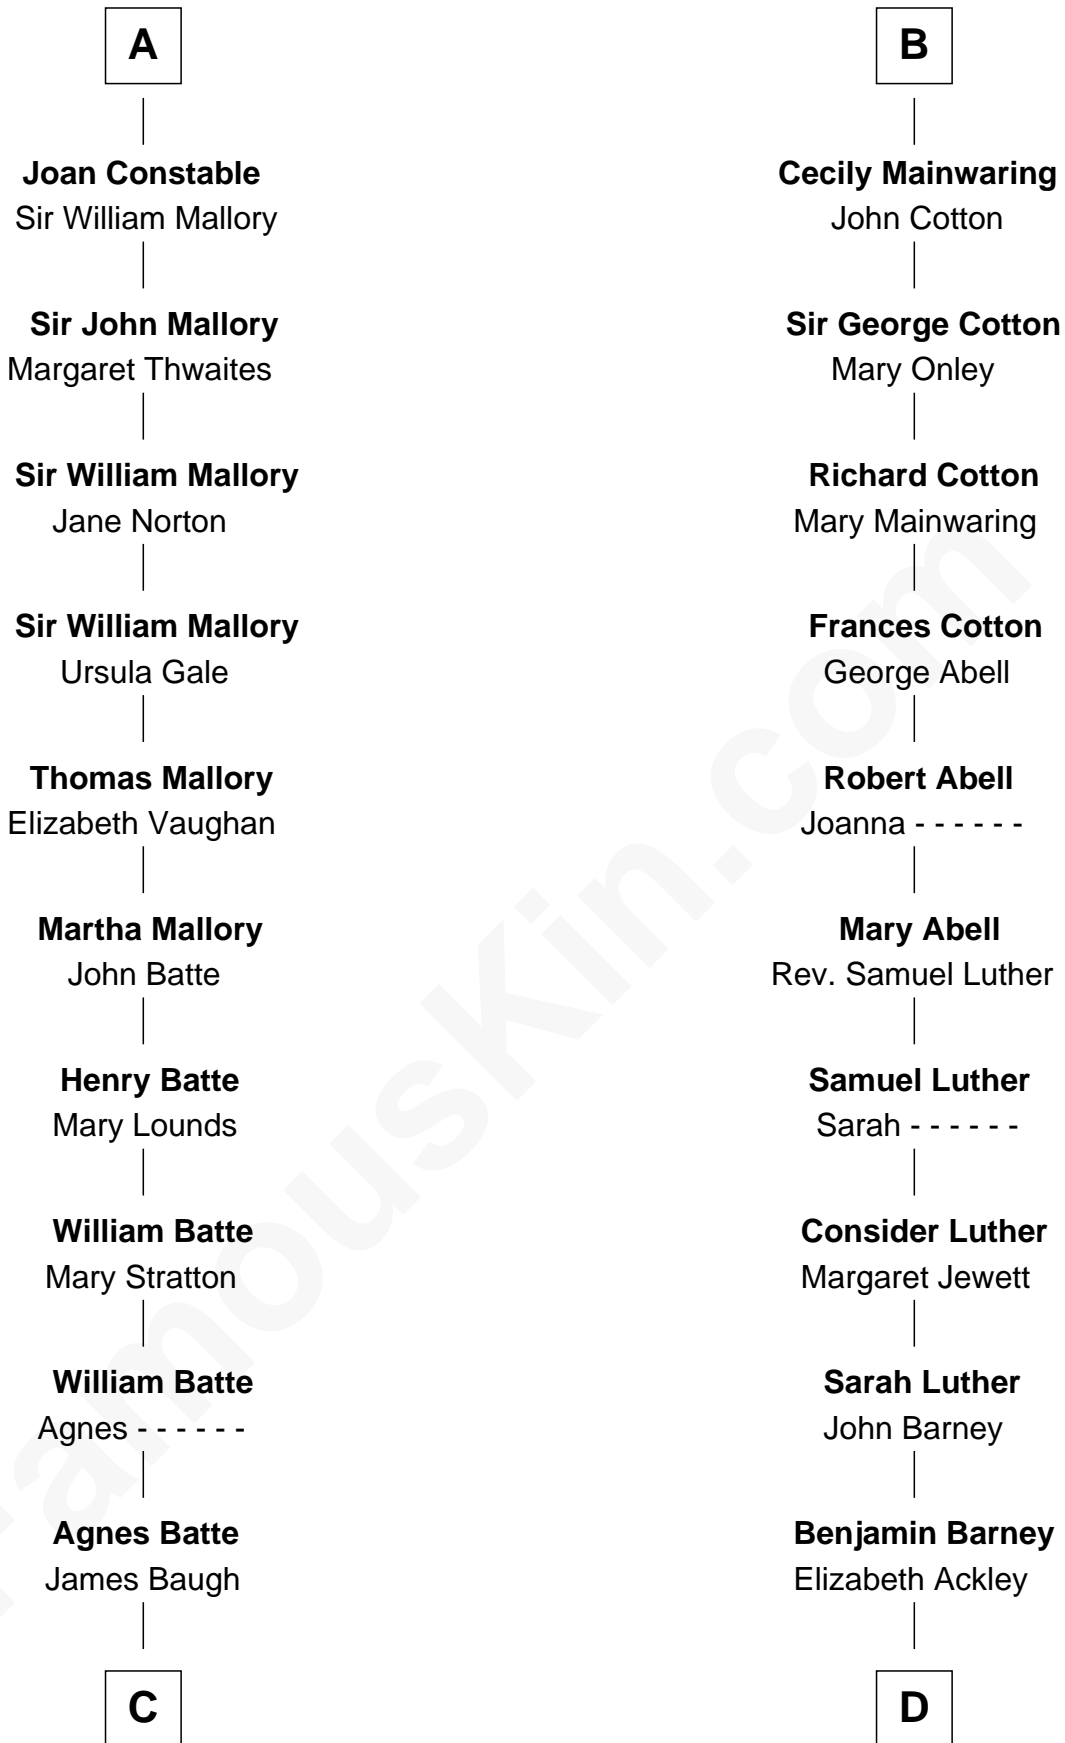 A
Joan Constable
Sir William Mallory
Sir John Mallory
Margaret Thwaites
Sir William Mallory
Jane Norton
Sir William Mallory
Ursula Gale
Thomas Mallory
Elizabeth Vaughan
Martha Mallory
John Batte
Henry Batte
Mary Lounds
William Batte
Mary Stratton
William Batte
Agnes - - - - - -
Agnes Batte
James Baugh
C
B
Cecily Mainwaring
John Cotton
Sir George Cotton
Mary Onley
Richard Cotton
Mary Mainwaring
Frances Cotton
George Abell
Robert Abell
Joanna - - - - - -
Mary Abell
Rev. Samuel Luther
Samuel Luther
Sarah - - - - - -
Consider Luther
Margaret Jewett
Sarah Luther
John Barney
Benjamin Barney
Elizabeth Ackley
D
FamousKin.com